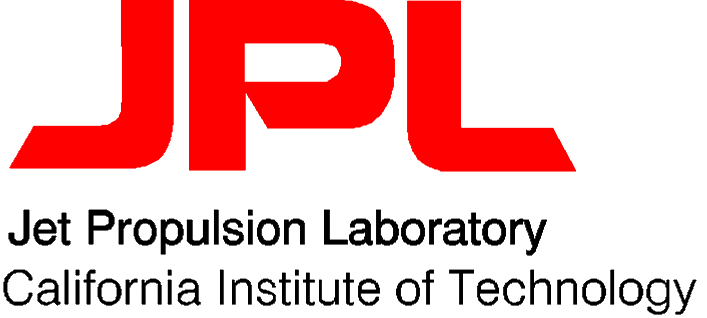 JPL
Jet Propulsion Laboratory
California Institute of Technology